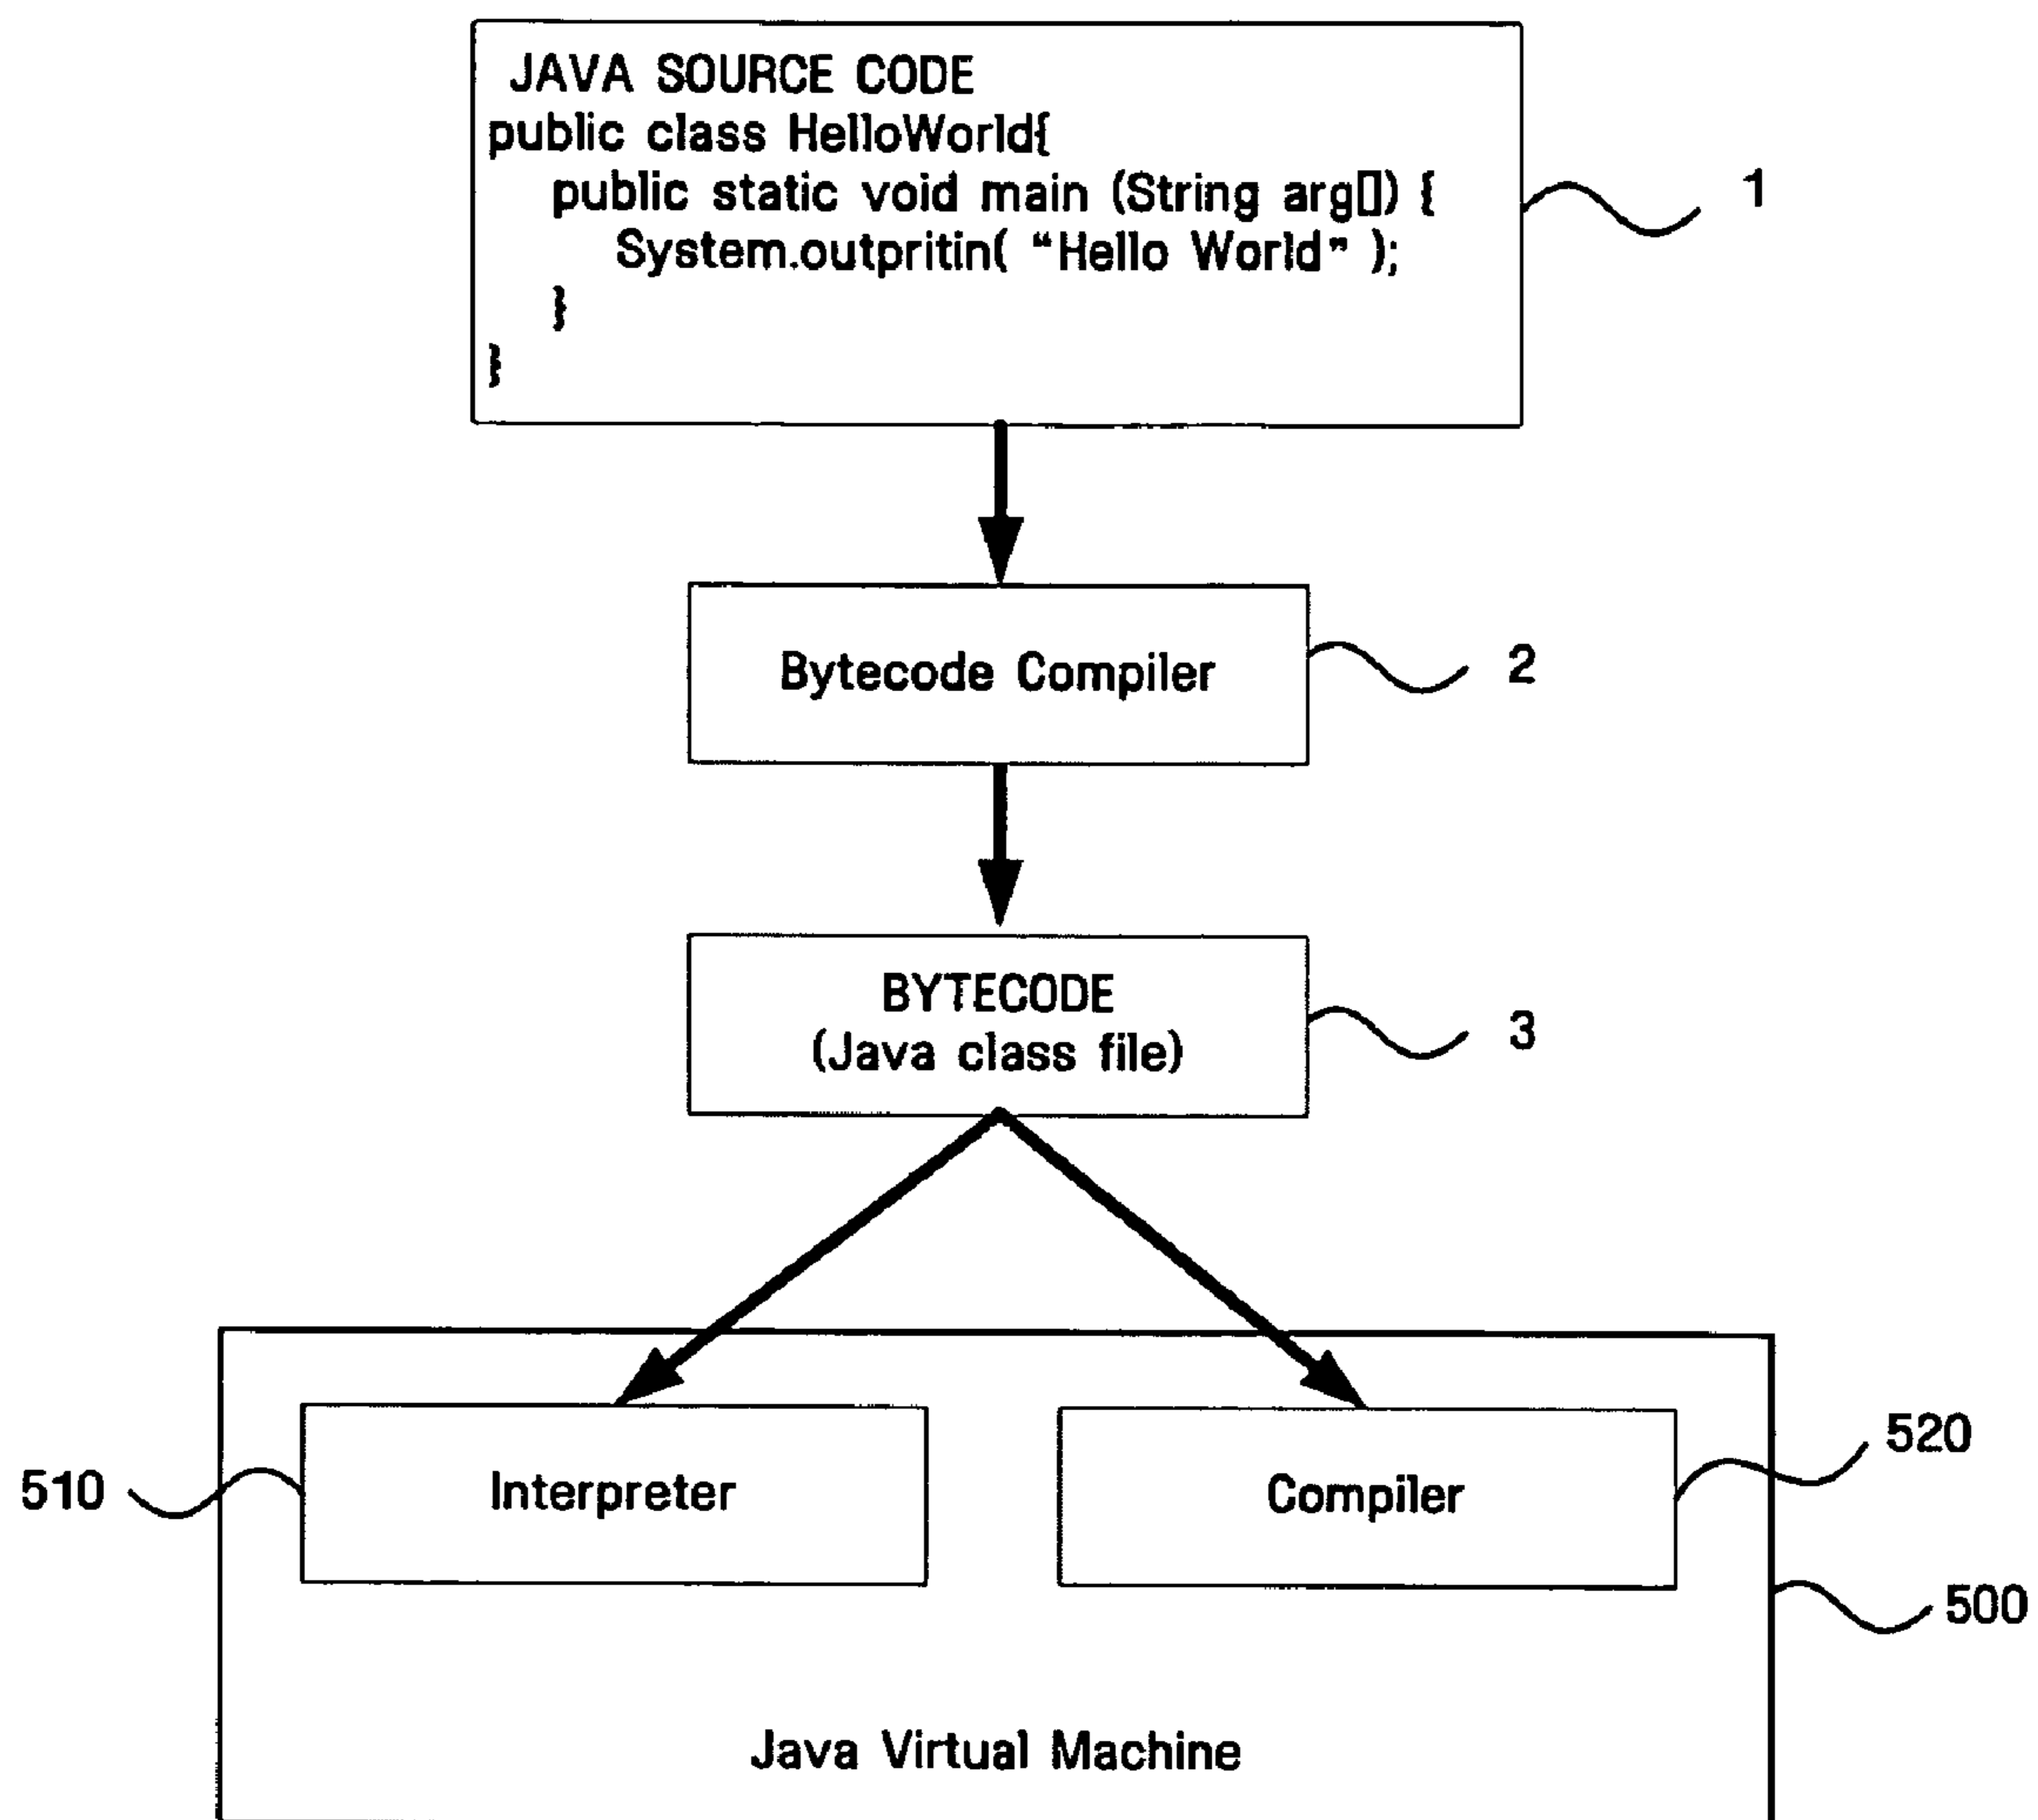 JAVA SOURCE CODE
public class HelloWorld{
public static void main (String arg[]) {
System.outpritin( “Hello World” );
}
}
1
Bytecode Compiler
2
BYTECODE
(Java class file)
3
Interpreter
510
Compiler
520
500
Java Virtual Machine